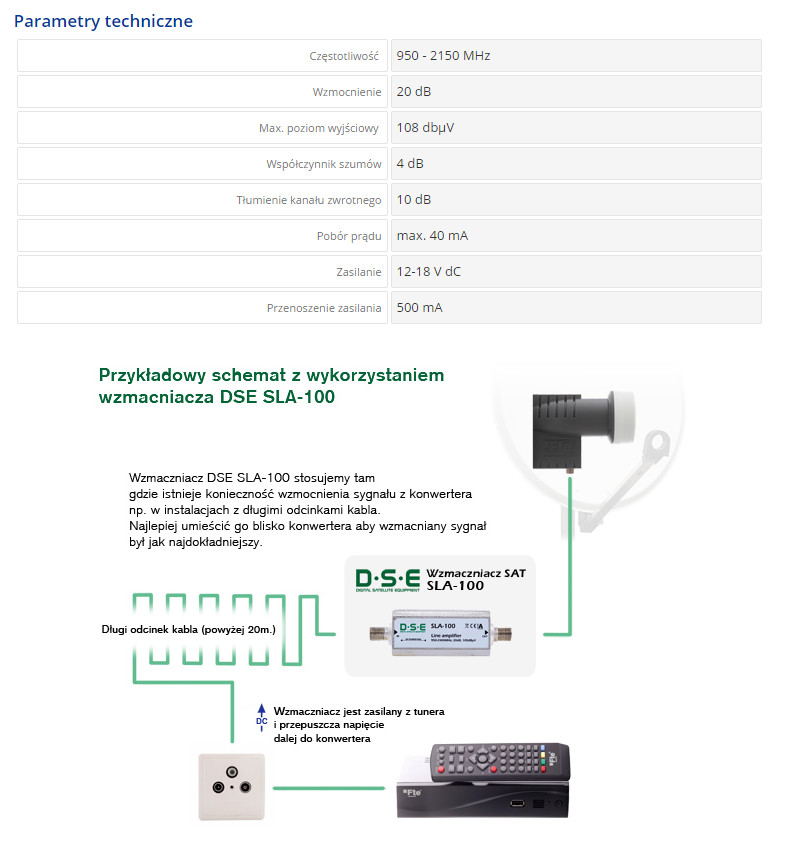 Parametry techniczne
Częstotliwość 950 - 2150 MHz
Wzmocnienie 20 dB
Max. poziom wyjściowy 108 dbµV
Współczynnik szumów 4 dB
Tłumienie kanału zwrotnego 10 dB
Pobór prądu max. 40 mA
Zasilanie 12-18 V dC
Przenoszenie zasilania 500 mA
Przykładowy schemat z wykorzystaniem
wzmacniacza DSE SLA-100
Wzmaczniacz DSE SLA-100 stosujemy tam
gdzie istnieje konieczność wzmocnienia sygnału z konwertera
np. w instalacjach z długimi odcinkami kabla.
Najlepiej umieścić go blisko konwertera aby wzmacniany sygnał
był jak najdokładniejszy.
D·S·E Wzmaczniacz SAT
DIGITAL SATELLITE EQUIPMENT SLA-100
D·S·E SLA-100
Line amplifier
Długi odcinek kabla (powyżej 20m.)
DC
Wzmaczniacz jest zasilany z tunera
i przepuszcza napięcie
dalej do konwertera
Fte